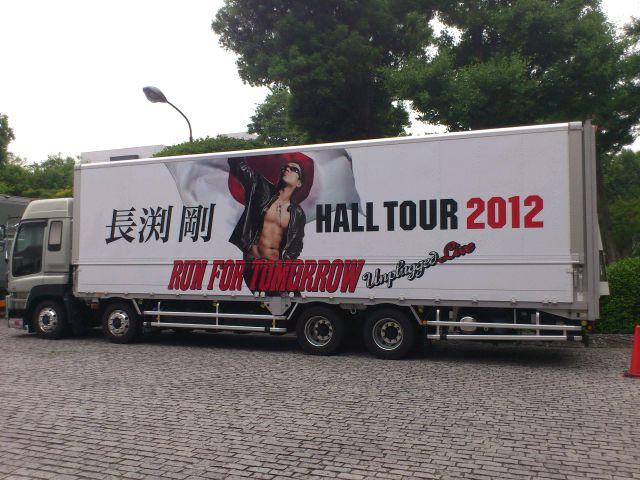 長渕 剛
HALL TOUR 2012
RUN FOR TOMORROW
Unplugged Live